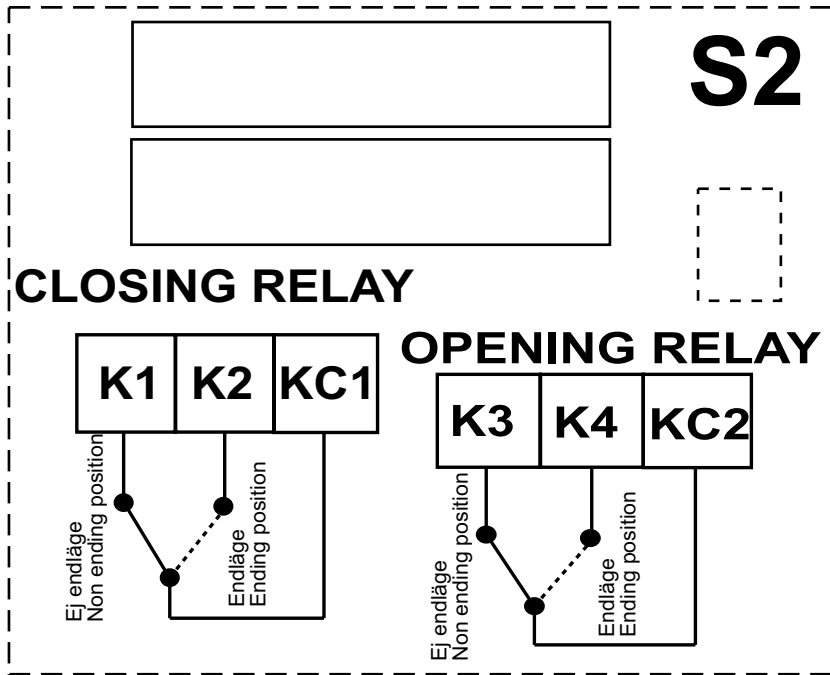 S2
CLOSING RELAY
K1 K2 KC1
Ej endläge
Non ending position
Endläge
Ending position
OPENING RELAY
K3 K4 KC2
Ej endläge
Non ending position
Endläge
Ending position